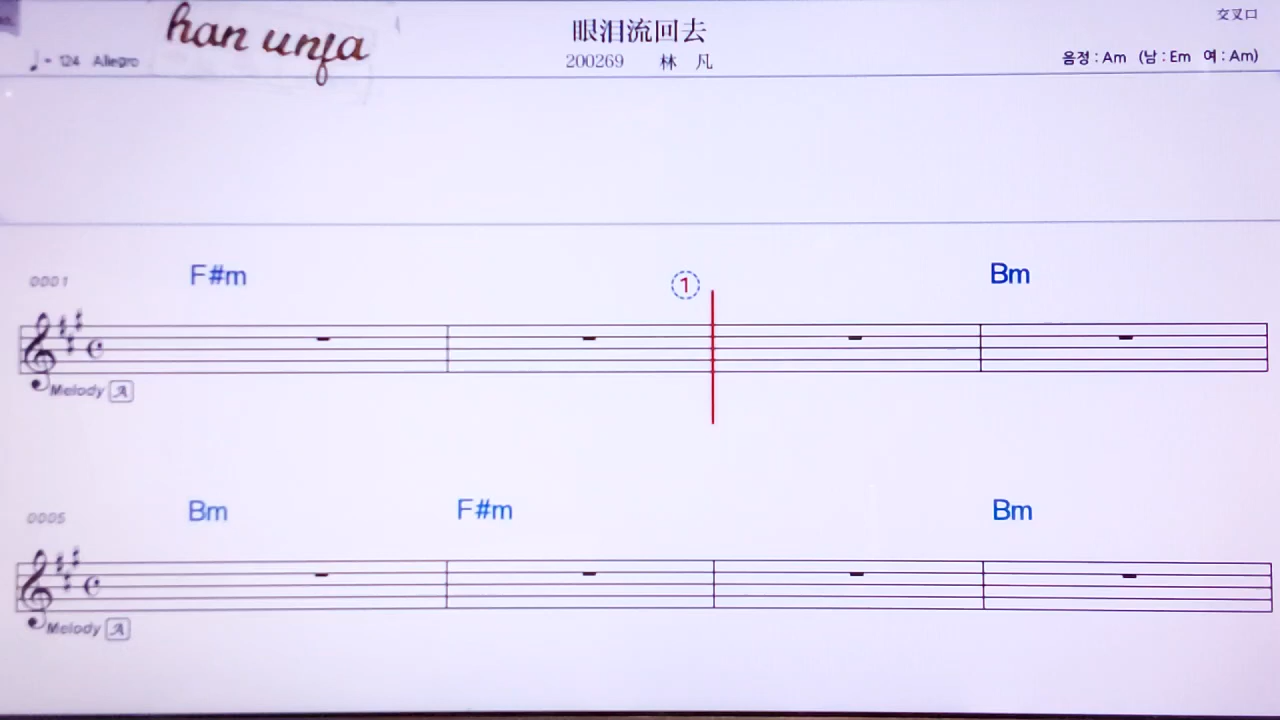 han unja
眼泪流回去
交叉口
♩= 124 Allegro
200269 林 凡
음정 : Am (남 : Em 여 : Am)
0001
F#m
1
Bm
Melody A
0005
Bm
F#m
Bm
Melody A